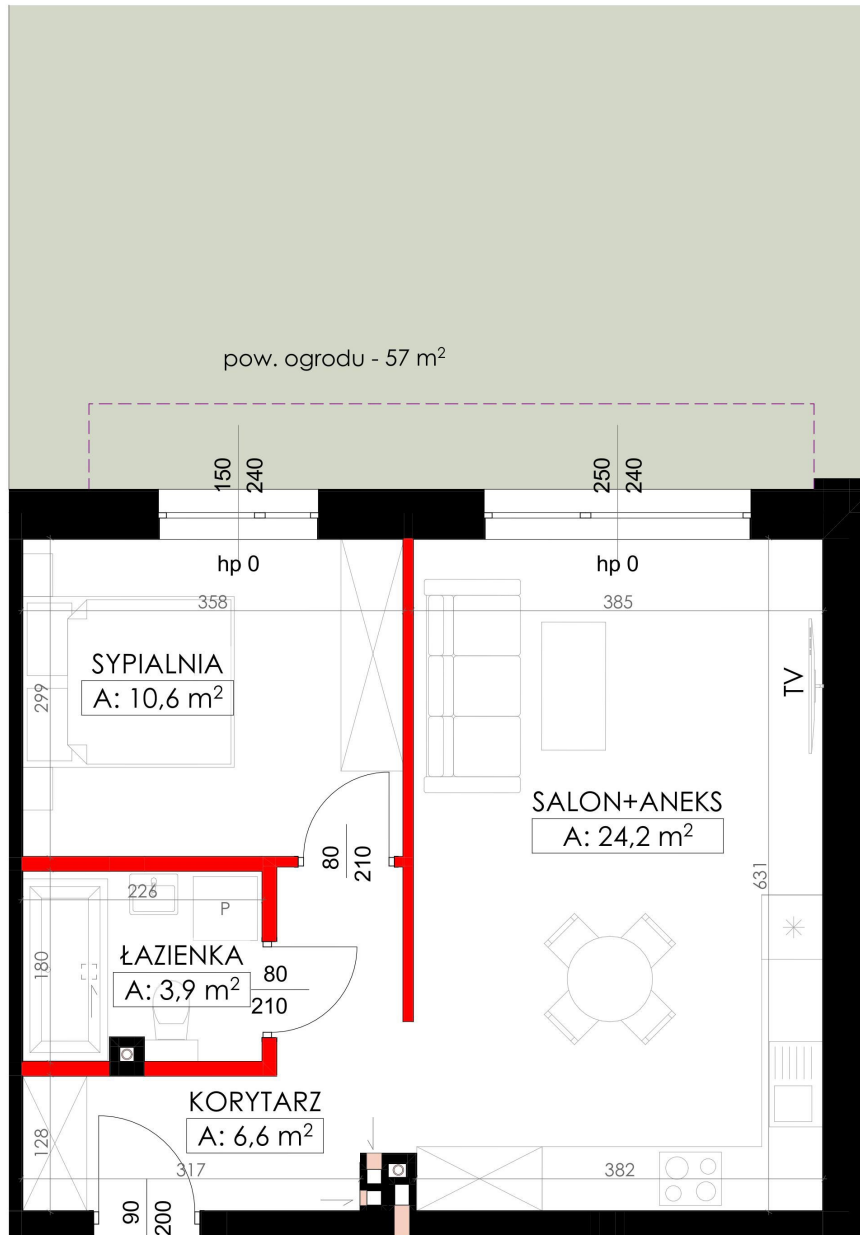 pow. ogrodu - 57 m²
150
240
250
240
hp 0
hp 0
358
385
SYPIALNIA
A: 10,6 m²
299
TV
SALON+ANEKS
A: 24,2 m²
80
210
631
226
P
ŁAZIENKA
A: 3,9 m²
180
80
210
KORYTARZ
A: 6,6 m²
128
317
382
90
200